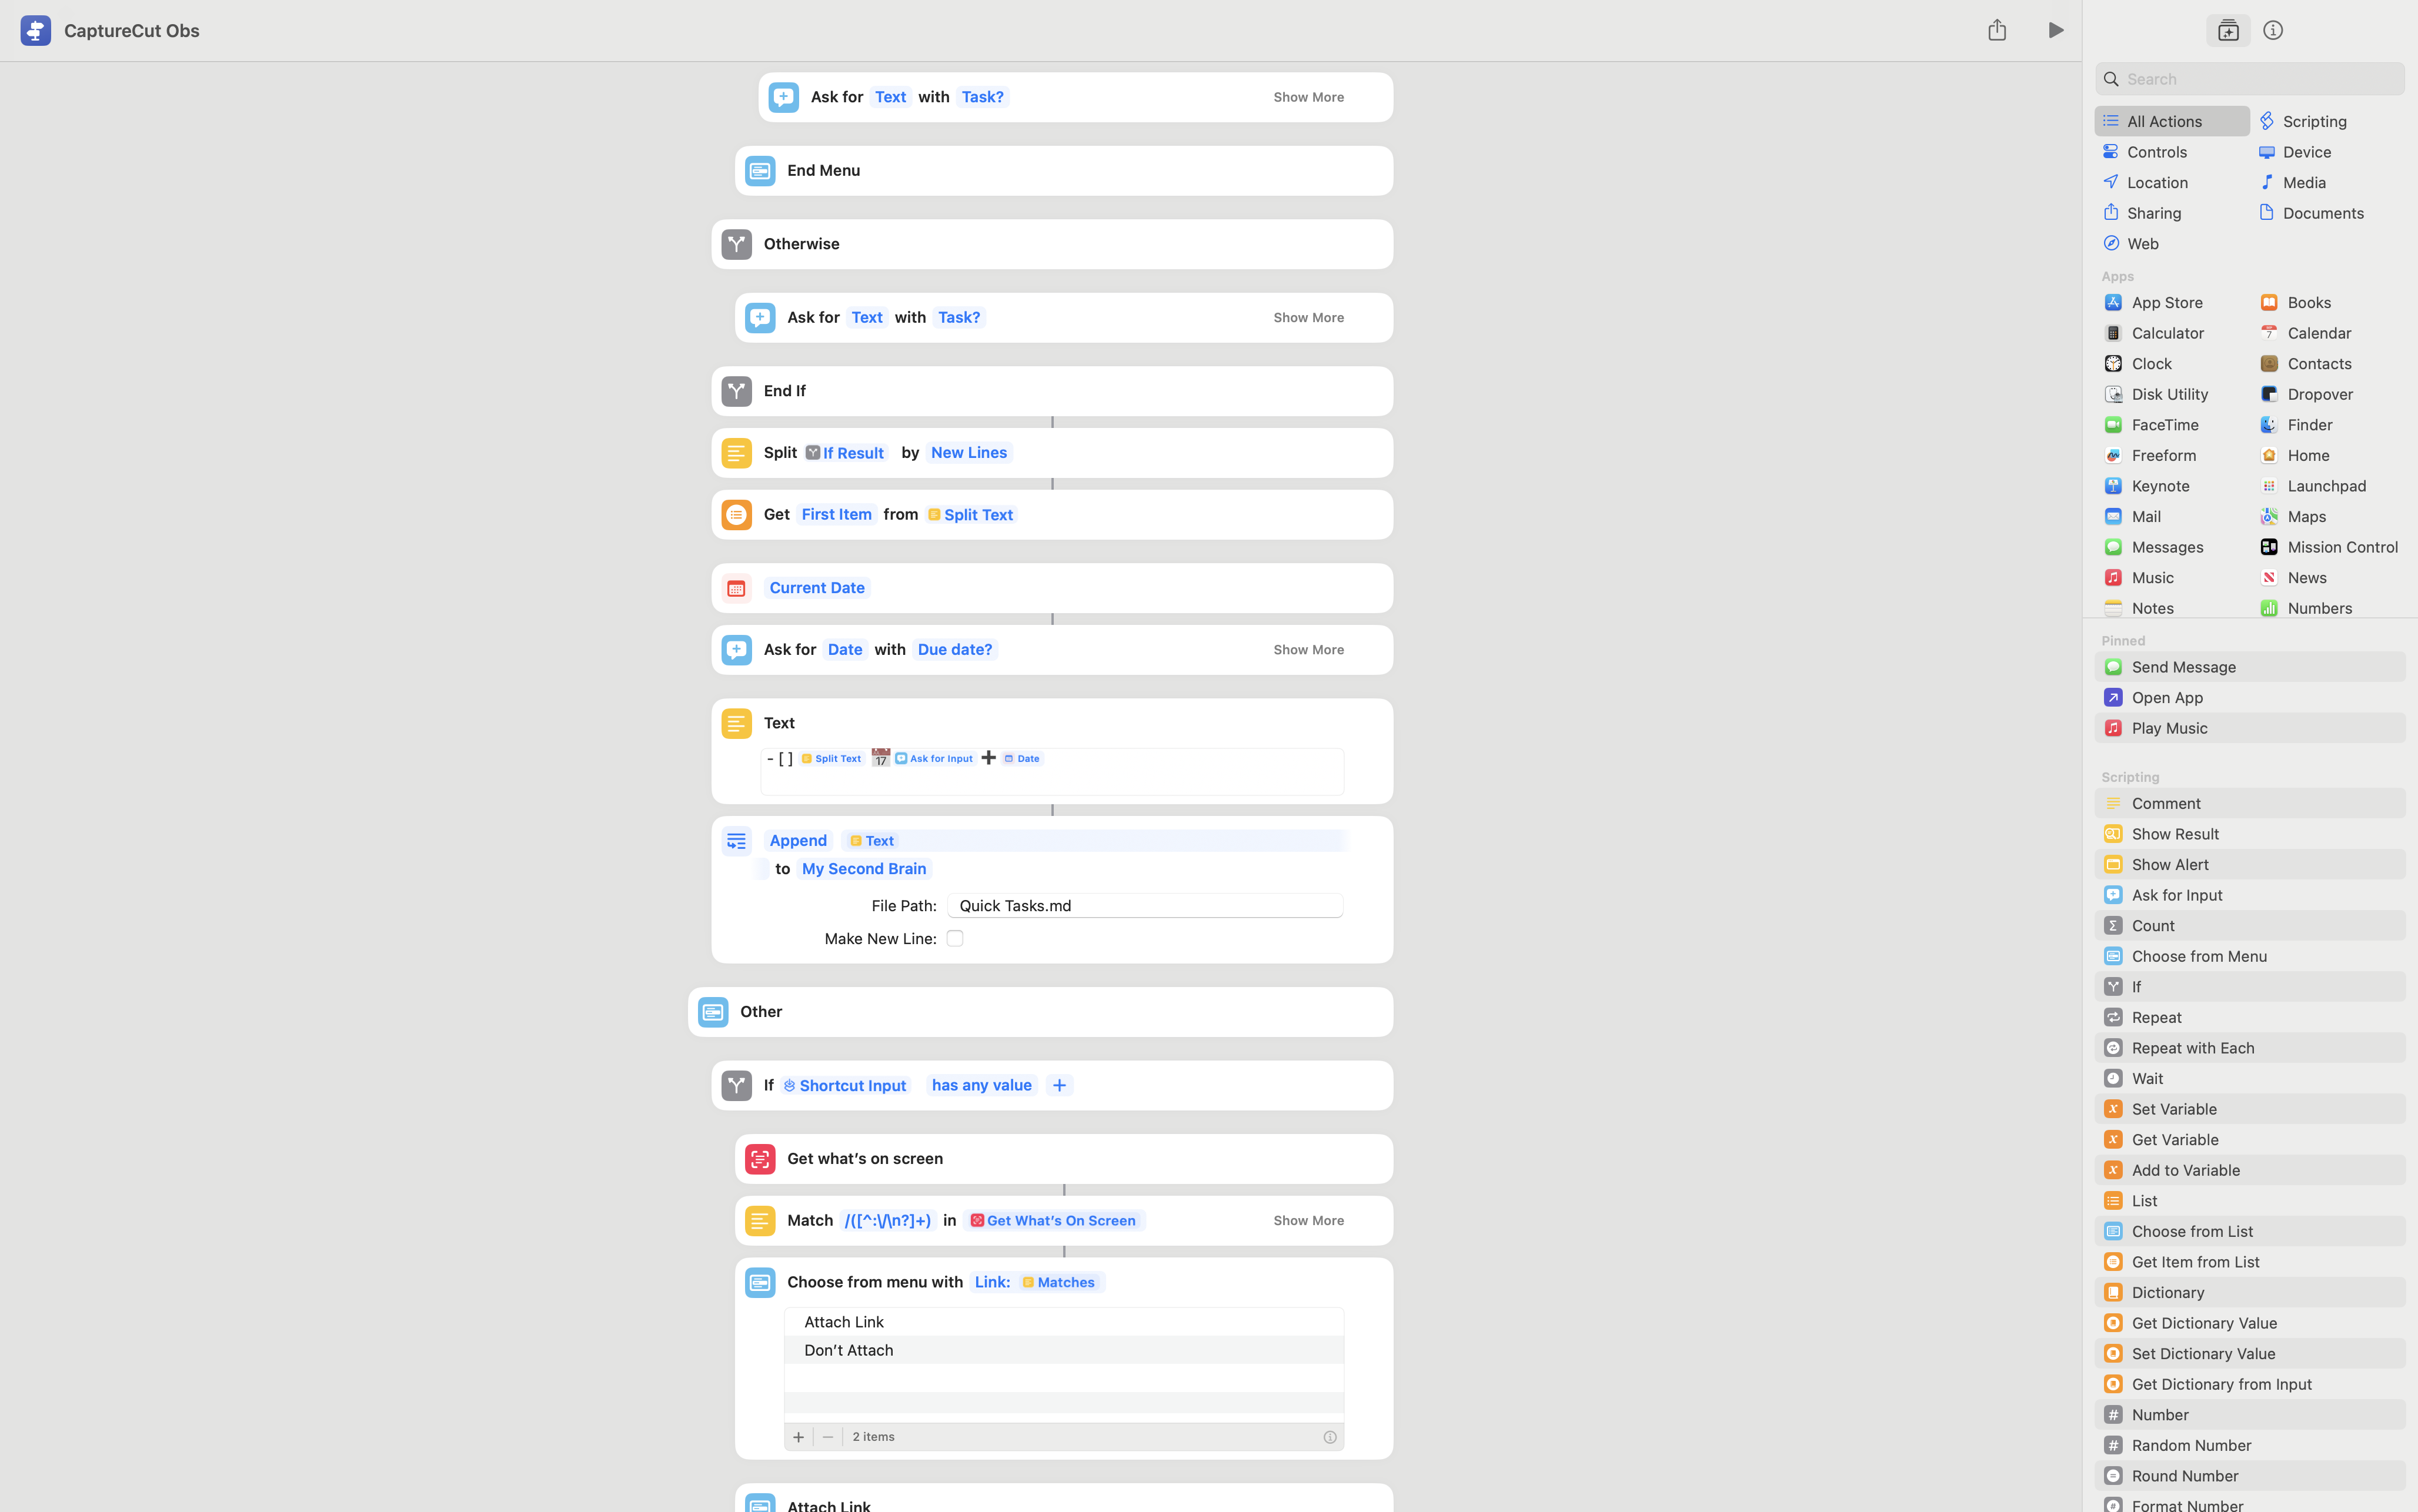 CaptureCut Obs
Ask for Text with Task? Show More
End Menu
Otherwise
Ask for Text with Task? Show More
End If
Split If Result by New Lines
Get First Item from Split Text
Current Date
Ask for Date with Due date? Show More
Text
- [ ] Split Text 📅 Ask for Input ➕ Date
Append Text
to My Second Brain
File Path: Quick Tasks.md
Make New Line:
Other
If Shortcut Input has any value +
Get what’s on screen
Match /([^:\/\n?]+) in Get What’s On Screen Show More
Choose from menu with Link: Matches
Attach Link
Don’t Attach
+ − 2 items
Attach Link
Search
All Actions Scripting
Controls Device
Location Media
Sharing Documents
Web
Apps
App Store Books
Calculator Calendar
Clock Contacts
Disk Utility Dropover
FaceTime Finder
Freeform Home
Keynote Launchpad
Mail Maps
Messages Mission Control
Music News
Notes Numbers
Pinned
Send Message
Open App
Play Music
Scripting
Comment
Show Result
Show Alert
Ask for Input
Count
Choose from Menu
If
Repeat
Repeat with Each
Wait
Set Variable
Get Variable
Add to Variable
List
Choose from List
Get Item from List
Dictionary
Get Dictionary Value
Set Dictionary Value
Get Dictionary from Input
Number
Random Number
Round Number
Format Number